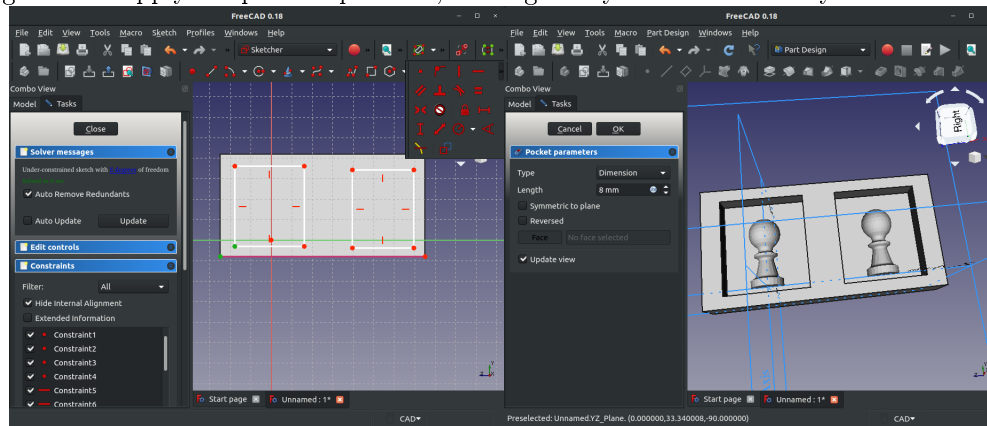 FreeCAD 0.18
File Edit View Tools Macro Sketch Profiles Windows Help
Sketcher
Combo View
Model Tasks
Close
Solver messages
Under-constrained sketch with of freedom
Auto Remove Redundants
Auto Update Update
Edit controls
Constraints
Filter: All
Hide Internal Alignment
Extended Information
Constraint1
Constraint2
Constraint3
Constraint4
Constraint5
Constraint6
Start page Unnamed : 1*
CAD
FreeCAD 0.18
File Edit View Tools Macro Part Design Windows Help
Part Design
Combo View
Model Tasks
Cancel OK
Pocket parameters
Type Dimension
Length 8 mm
Symmetric to plane
Reversed
Face No face selected
Update view
Right
Start page Unnamed : 1*
Preselected: Unnamed.YZ_Plane. (0.000000,33.340008,-90.000000) CAD